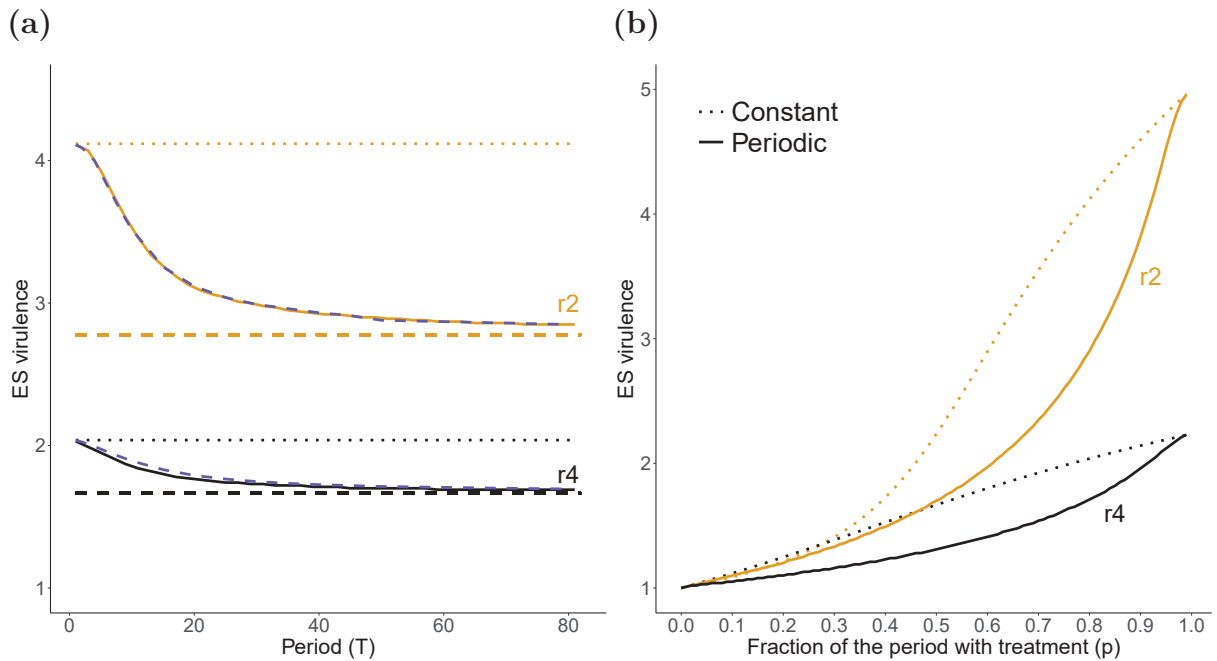 (a)
ES virulence
4
3
2
1
r2
r4
0 20 40 60 80
Period (T)
(b)
ES virulence
5
4
3
2
1
Constant
Periodic
r2
r4
0.0 0.1 0.2 0.3 0.4 0.5 0.6 0.7 0.8 0.9 1.0
Fraction of the period with treatment (p)